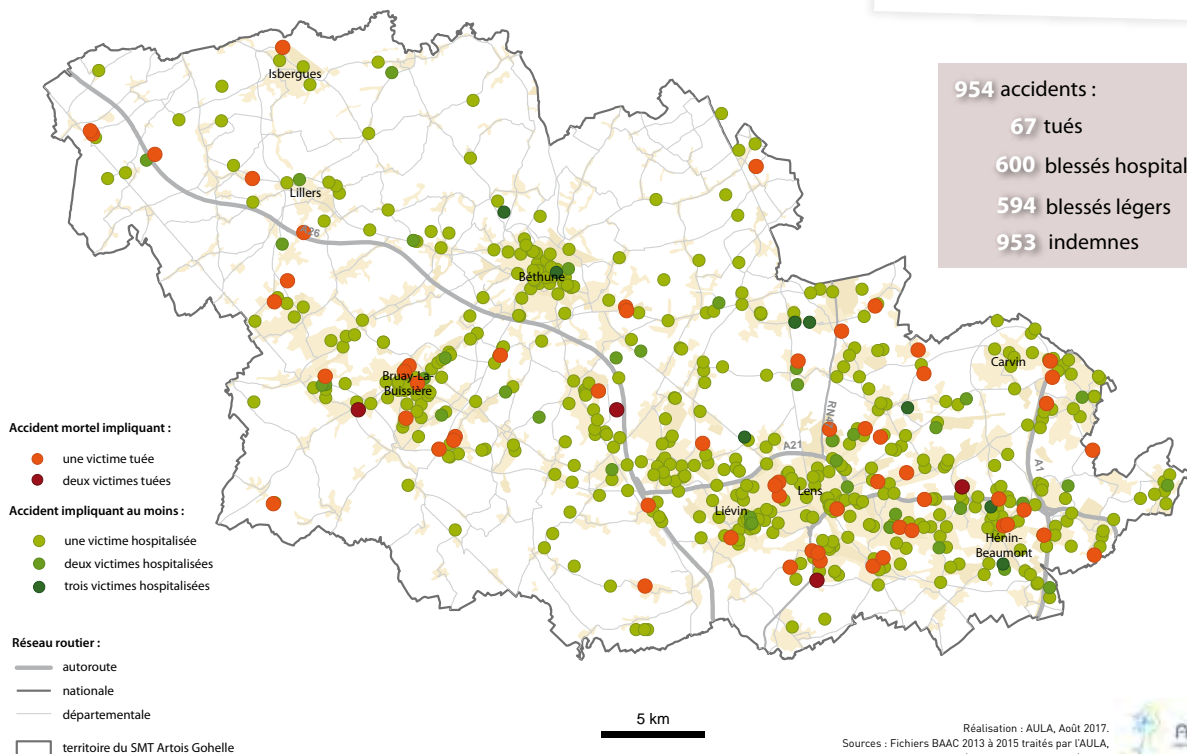 954 accidents :
67 tués
600 blessés hospital
594 blessés légers
953 indemnes
Isbergues
Lillers
A26
Béthune
Bruay-La-
Buissière
Carvin
RN47
A21
A1
Lens
Liévin
Hénin-
Beaumont
Accident mortel impliquant :
une victime tuée
deux victimes tuées
Accident impliquant au moins :
une victime hospitalisée
deux victimes hospitalisées
trois victimes hospitalisées
Réseau routier :
autoroute
nationale
départementale
territoire du SMT Artois Gohelle
5 km
Réalisation : AULA, Août 2017.
Sources : Fichiers BAAC 2013 à 2015 traités par l'AULA,